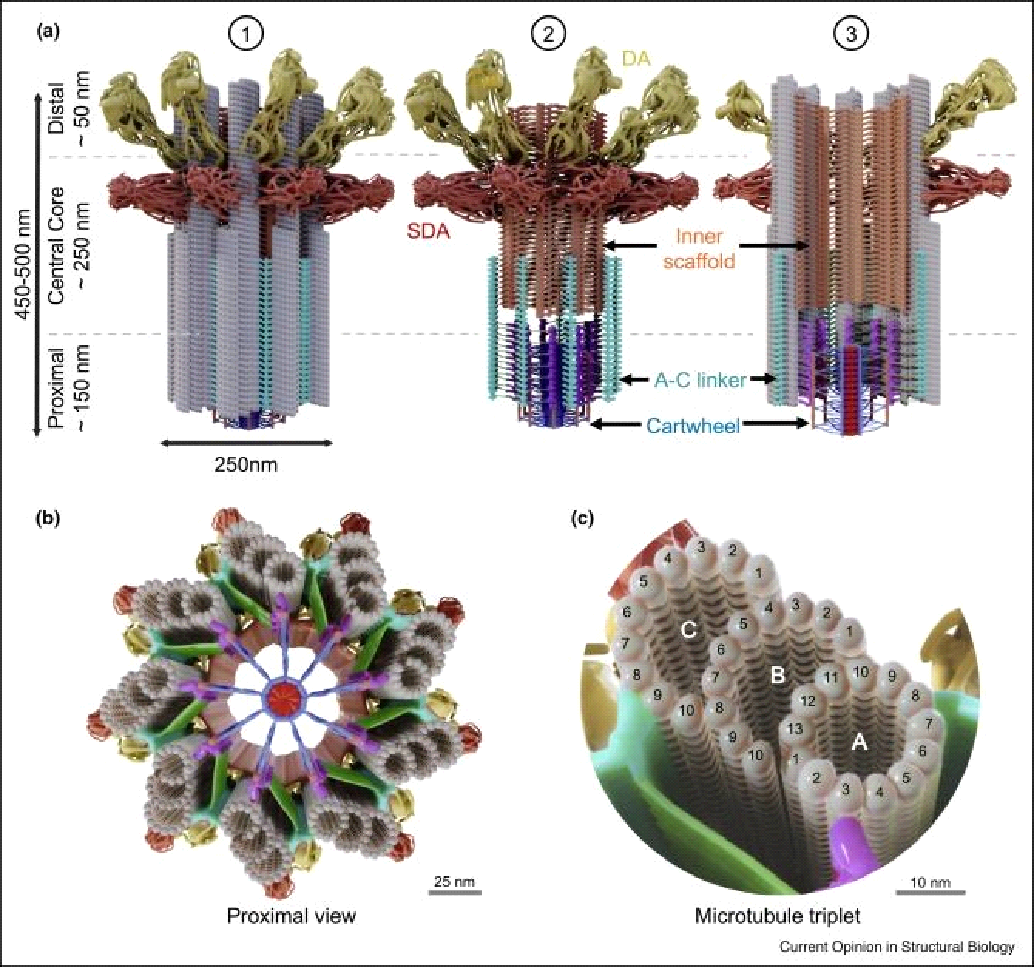 (a)
1
2
3
DA
Distal
~ 50 nm
Central Core
~ 250 nm
Proximal
~ 150 nm
450-500 nm
SDA
Inner
scaffold
A-C linker
Cartwheel
250nm
(b)
25 nm
Proximal view
(c)
C
1
2
3
4
5
6
7
8
9
10
B
1
2
3
4
5
6
7
8
9
10
A
1
2
3
4
5
6
7
8
9
10
11
12
13
10 nm
Microtubule triplet
Current Opinion in Structural Biology